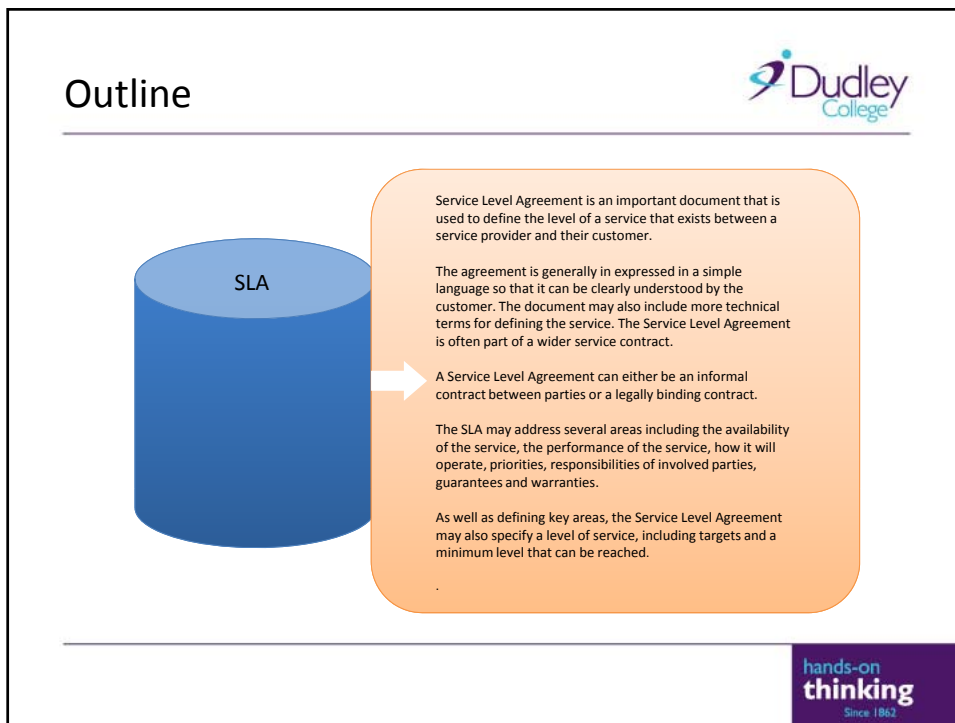 Outline
Dudley
College
SLA
Service Level Agreement is an important document that is
used to define the level of a service that exists between a
service provider and their customer.
The agreement is generally in expressed in a simple
language so that it can be clearly understood by the
customer. The document may also include more technical
terms for defining the service. The Service Level Agreement
is often part of a wider service contract.
A Service Level Agreement can either be an informal
contract between parties or a legally binding contract.
The SLA may address several areas including the availability
of the service, the performance of the service, how it will
operate, priorities, responsibilities of involved parties,
guarantees and warranties.
As well as defining key areas, the Service Level Agreement
may also specify a level of service, including targets and a
minimum level that can be reached.
.
hands-on
thinking
Since 1862